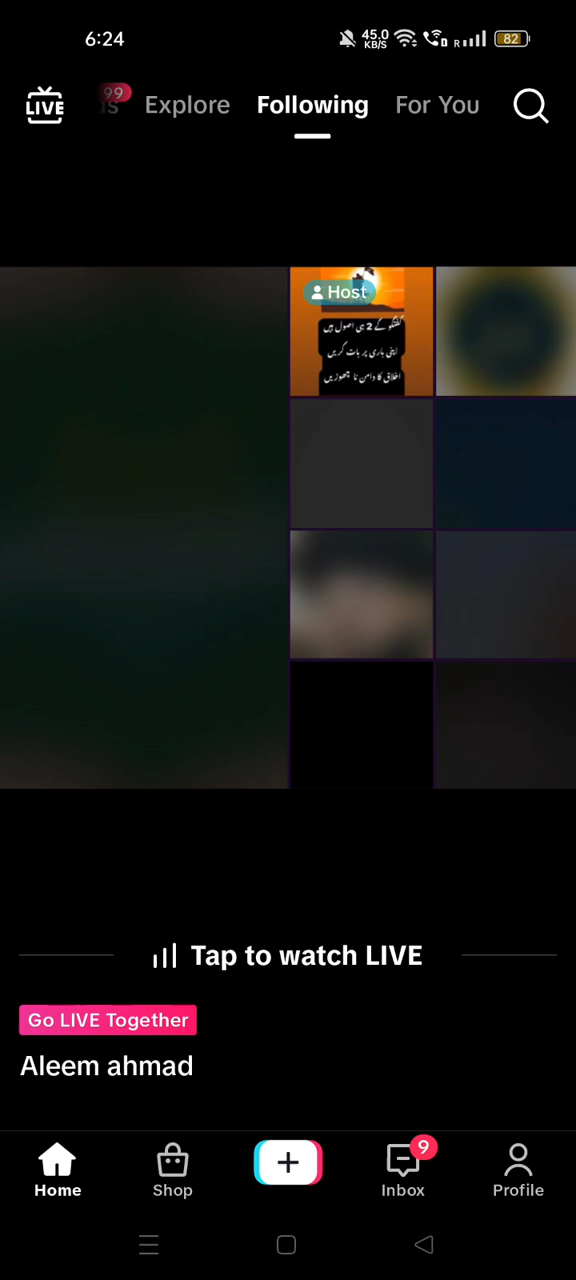 6:24
45.0
KB/S
R
82
LIVE
99
Explore
Following
For You
Host
گفتگو کے 2 ہی اصول ہیں
اپنی باری پر بات کریں
اخلاق کا دامن نا چھوڑیں
Tap to watch LIVE
Go LIVE Together
Aleem ahmad
9
Home
Shop
Inbox
Profile